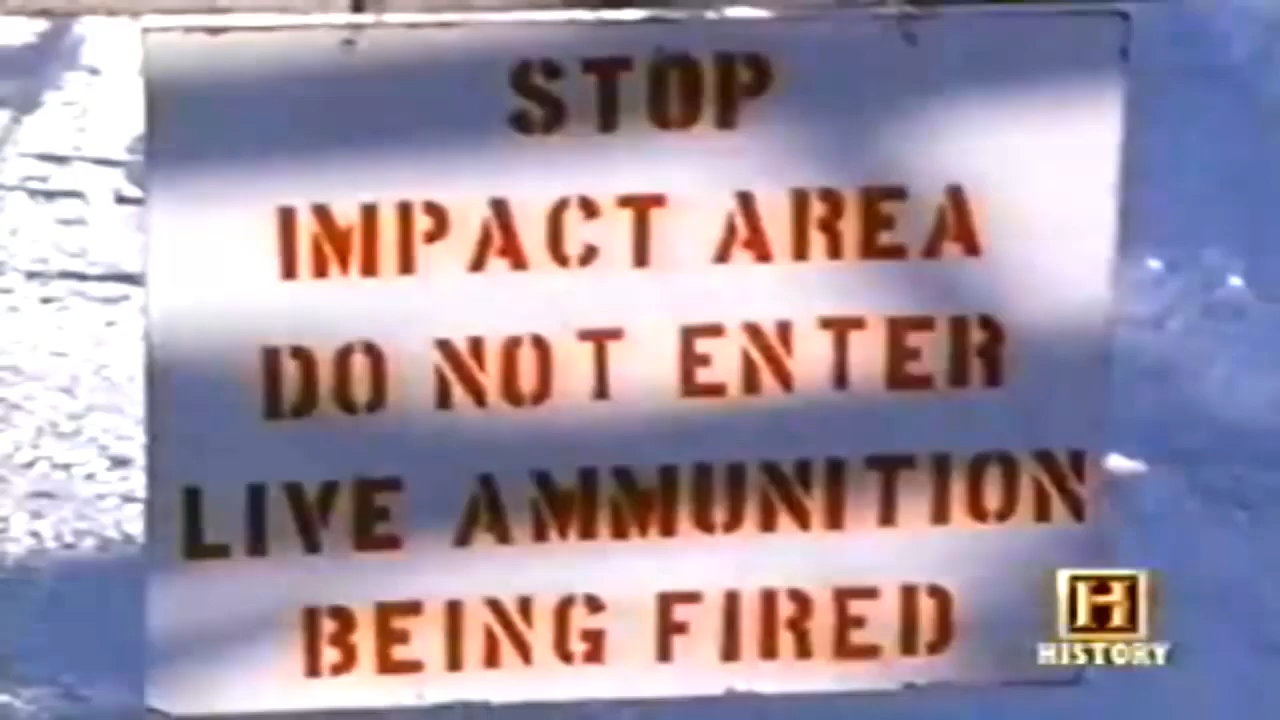 STOP
IMPACT AREA
DO NOT ENTER
LIVE AMMUNITION
BEING FIRED
H
HISTORY